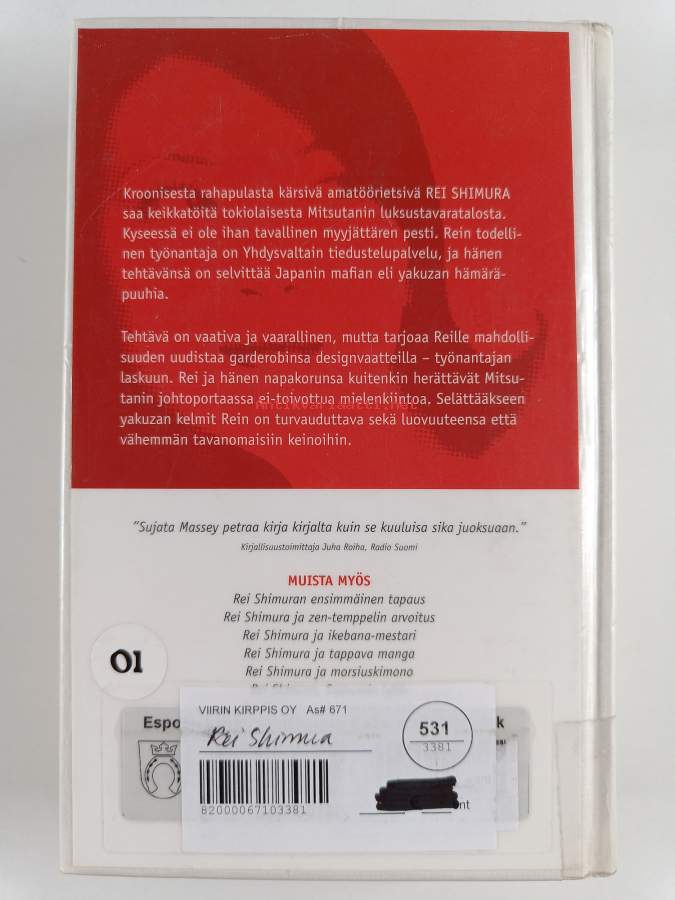 Kroonisesta rahapulasta kärsivä amatöörietsivä REI SHIMURA
saa keikkatöitä tokiolaisesta Mitsutanin luksustavaratalosta.
Kyseessä ei ole ihan tavallinen myyjättären pesti. Rein todelli-
nen työnantaja on Yhdysvaltain tiedustelupalvelu, ja hänen
tehtävänsä on selvittää Japanin mafian eli yakuzan hämärä-
puuhia.
Tehtävä on vaativa ja vaarallinen, mutta tarjoaa Reille mahdolli-
suuden uudistaa garderobinsa designvaatteilla – työnantajan
laskuun. Rei ja hänen napakorunsa kuitenkin herättävät Mitsu-
tanin johtoportaassa ei-toivottua mielenkiintoa. Selättääkseen
Antikvariaatti.net
yakuzan kelmit Rein on turvauduttava sekä luovuuteensa että
vähemmän tavanomaisiin keinoihin.
"Sujata Massey petraa kirja kirjalta kuin se kuuluisa sika juoksuaan."
Kirjallisuustoimittaja Juha Roiha, Radio Suomi
MUISTA MYÖS
Rei Shimuran ensimmäinen tapaus
Rei Shimura ja zen-temppelin arvoitus
Rei Shimura ja ikebana-mestari
Rei Shimura ja tappava manga
Rei Shimura ja morsiuskimono
01
VIIRIN KIRPPIS OY As# 671
Espo
Rei Shimura
531
3381
82000067103381
nt